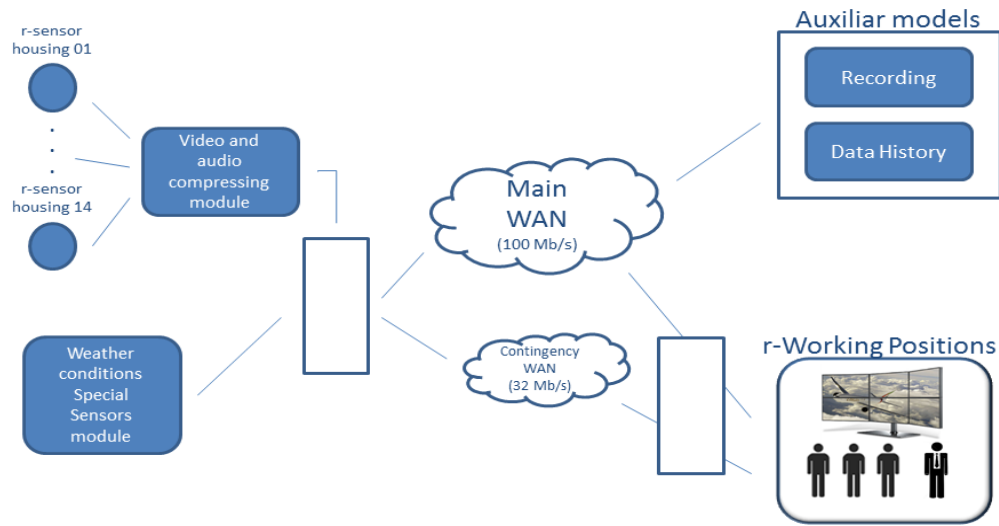 r-sensor
housing 01
.
.
.
r-sensor
housing 14
Video and
audio
compressing
module
Weather
conditions
Special
Sensors
module
Main
WAN
(100 Mb/s)
Contingency
WAN
(32 Mb/s)
Auxiliar models
Recording
Data History
r-Working Positions